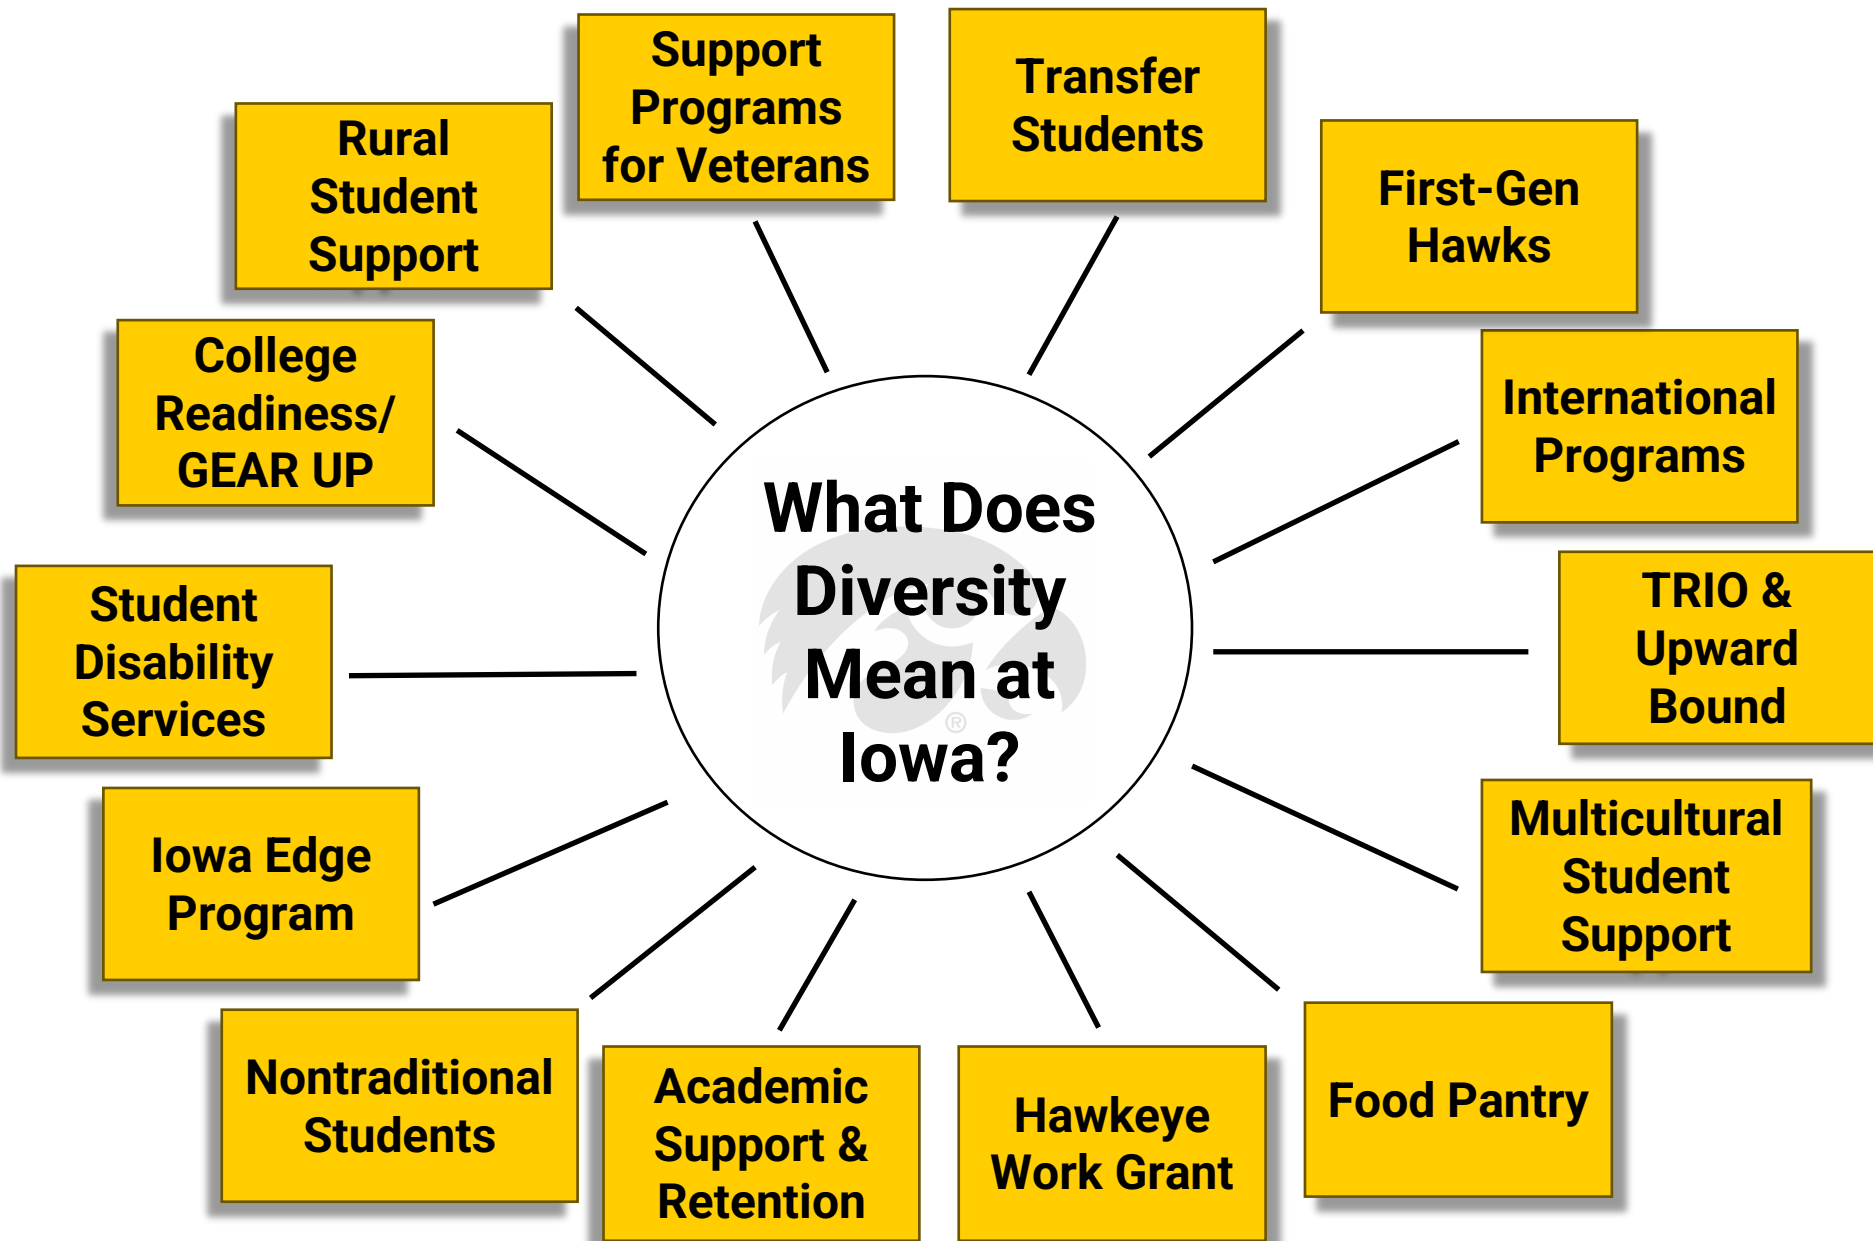 Support
Programs
for Veterans
Transfer
Students
First-Gen
Hawks
International
Programs
TRIO &
Upward
Bound
Multicultural
Student
Support
Food Pantry
Hawkeye
Work Grant
Academic
Support &
Retention
Nontraditional
Students
Iowa Edge
Program
Student
Disability
Services
College
Readiness/
GEAR UP
Rural
Student
Support
What Does
Diversity
Mean at
Iowa?
®